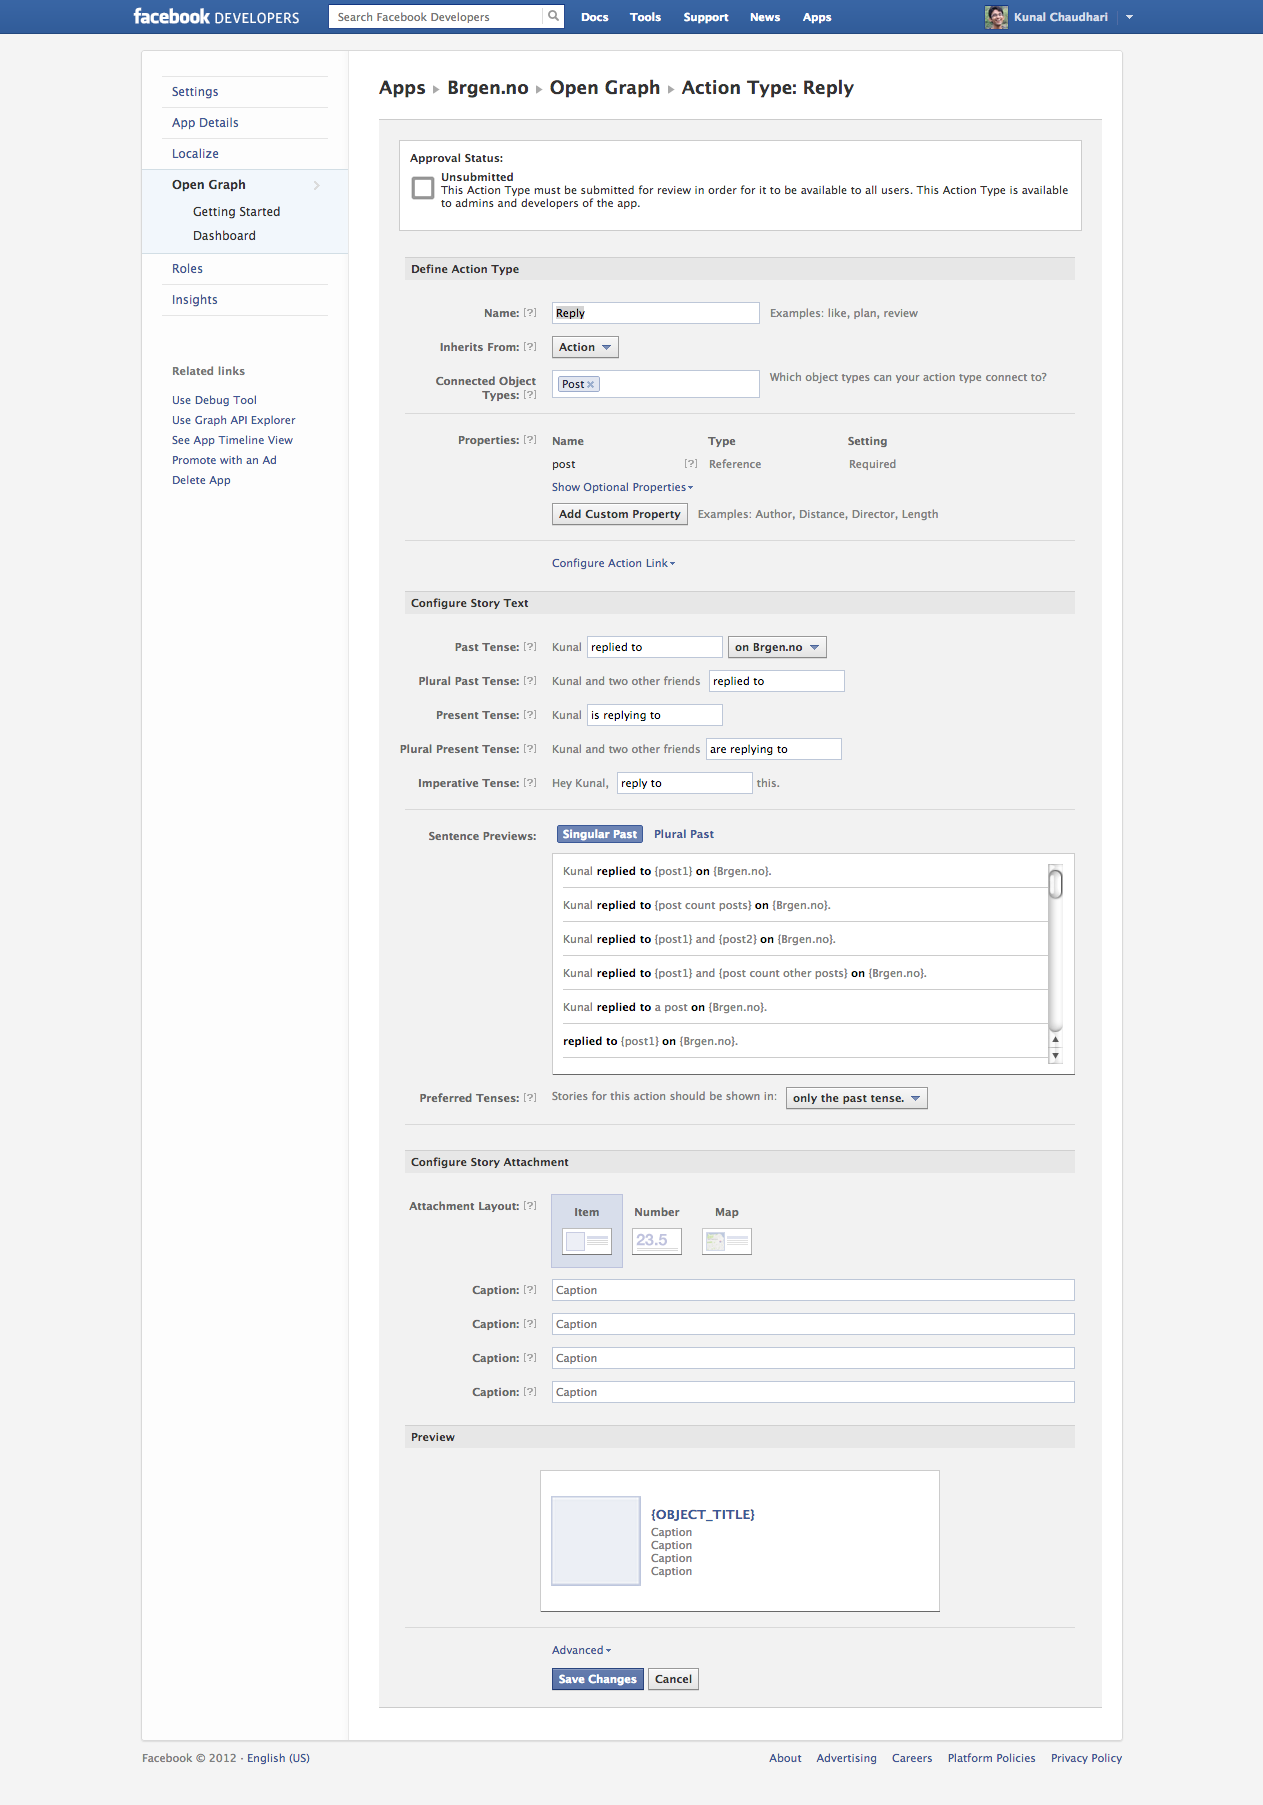 facebook DEVELOPERS
Search Facebook Developers
Docs Tools Support News Apps
Kunal Chaudhari
Settings
App Details
Localize
Open Graph
Getting Started
Dashboard
Roles
Insights
Related links
Use Debug Tool
Use Graph API Explorer
See App Timeline View
Promote with an Ad
Delete App
Apps ▸ Brgen.no ▸ Open Graph ▸ Action Type: Reply
Approval Status:
Unsubmitted
This Action Type must be submitted for review in order for it to be available to all users. This Action Type is available
to admins and developers of the app.
Define Action Type
Name: [?] Reply Examples: like, plan, review
Inherits From: [?] Action
Connected Object
Types: [?] Post × Which object types can your action type connect to?
Properties: [?] Name Type Setting
post [?] Reference Required
Show Optional Properties
Add Custom Property Examples: Author, Distance, Director, Length
Configure Action Link
Configure Story Text
Past Tense: [?] Kunal replied to on Brgen.no
Plural Past Tense: [?] Kunal and two other friends replied to
Present Tense: [?] Kunal is replying to
Plural Present Tense: [?] Kunal and two other friends are replying to
Imperative Tense: [?] Hey Kunal, reply to this.
Sentence Previews: Singular Past Plural Past
Kunal replied to {post1} on {Brgen.no}.
Kunal replied to {post count posts} on {Brgen.no}.
Kunal replied to {post1} and {post2} on {Brgen.no}.
Kunal replied to {post1} and {post count other posts} on {Brgen.no}.
Kunal replied to a post on {Brgen.no}.
replied to {post1} on {Brgen.no}.
Preferred Tenses: [?] Stories for this action should be shown in: only the past tense.
Configure Story Attachment
Attachment Layout: [?] Item Number Map
23.5
Caption: [?] Caption
Caption: [?] Caption
Caption: [?] Caption
Caption: [?] Caption
Preview
{OBJECT_TITLE}
Caption
Caption
Caption
Caption
Advanced
Save Changes Cancel
Facebook © 2012 · English (US)
About Advertising Careers Platform Policies Privacy Policy